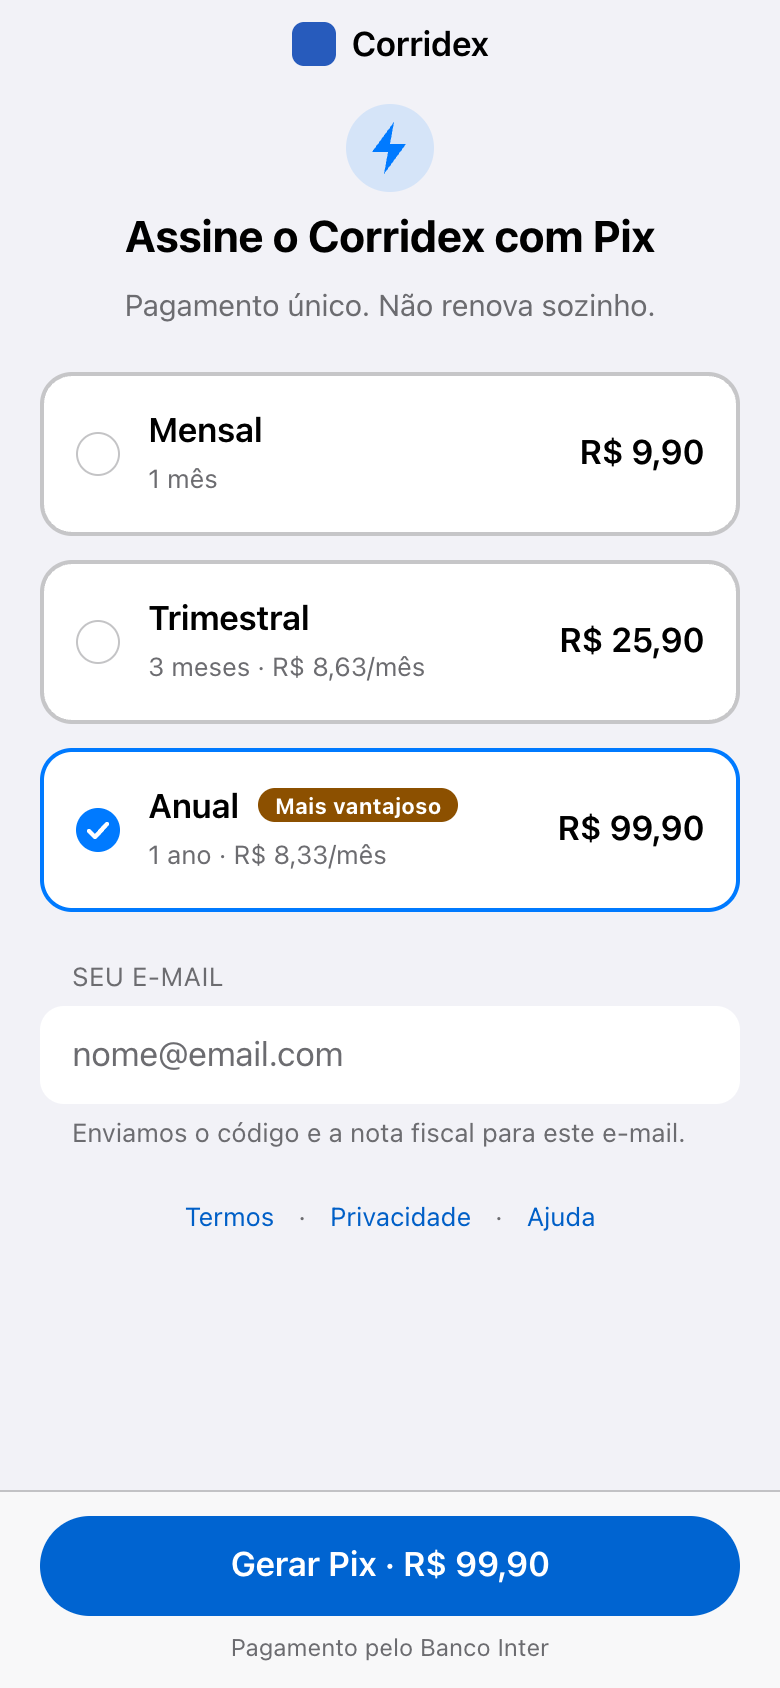 Corridex
Assine o Corridex com Pix
Pagamento único. Não renova sozinho.
Mensal
1 mês
R$ 9,90
Trimestral
3 meses · R$ 8,63/mês
R$ 25,90
Anual Mais vantajoso
1 ano · R$ 8,33/mês
R$ 99,90
SEU E-MAIL
nome@email.com
Enviamos o código e a nota fiscal para este e-mail.
Termos · Privacidade · Ajuda
Gerar Pix · R$ 99,90
Pagamento pelo Banco Inter